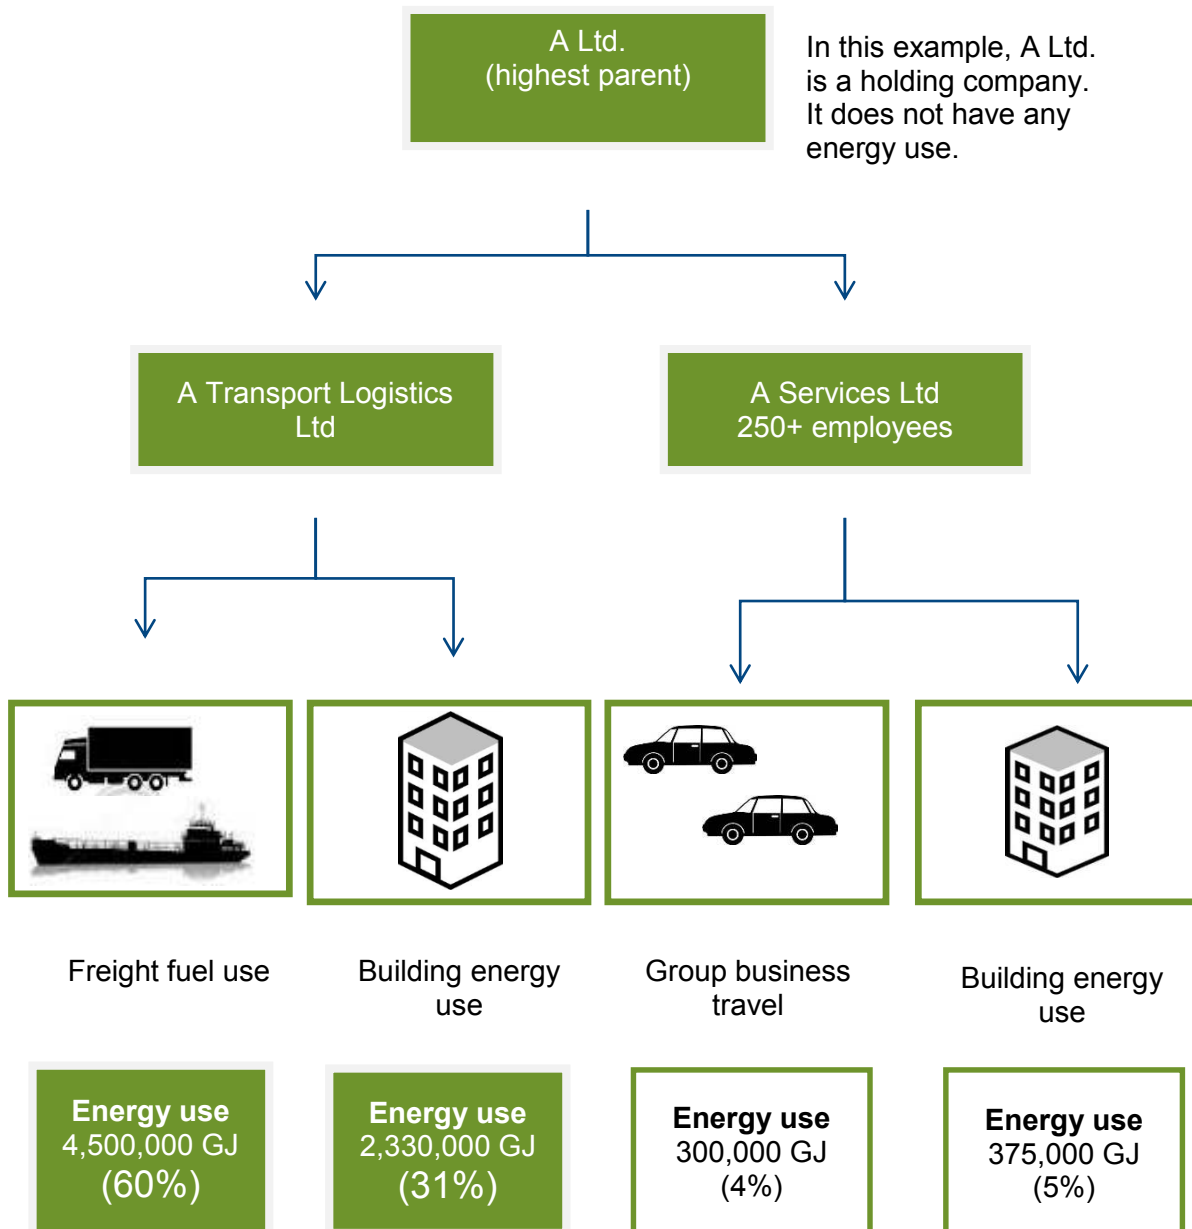 A Ltd.
(highest parent)
In this example, A Ltd.
is a holding company.
It does not have any
energy use.
A Transport Logistics
Ltd
A Services Ltd
250+ employees
Freight fuel use
Building energy
use
Group business
travel
Building energy
use
Energy use
4,500,000 GJ
(60%)
Energy use
2,330,000 GJ
(31%)
Energy use
300,000 GJ
(4%)
Energy use
375,000 GJ
(5%)